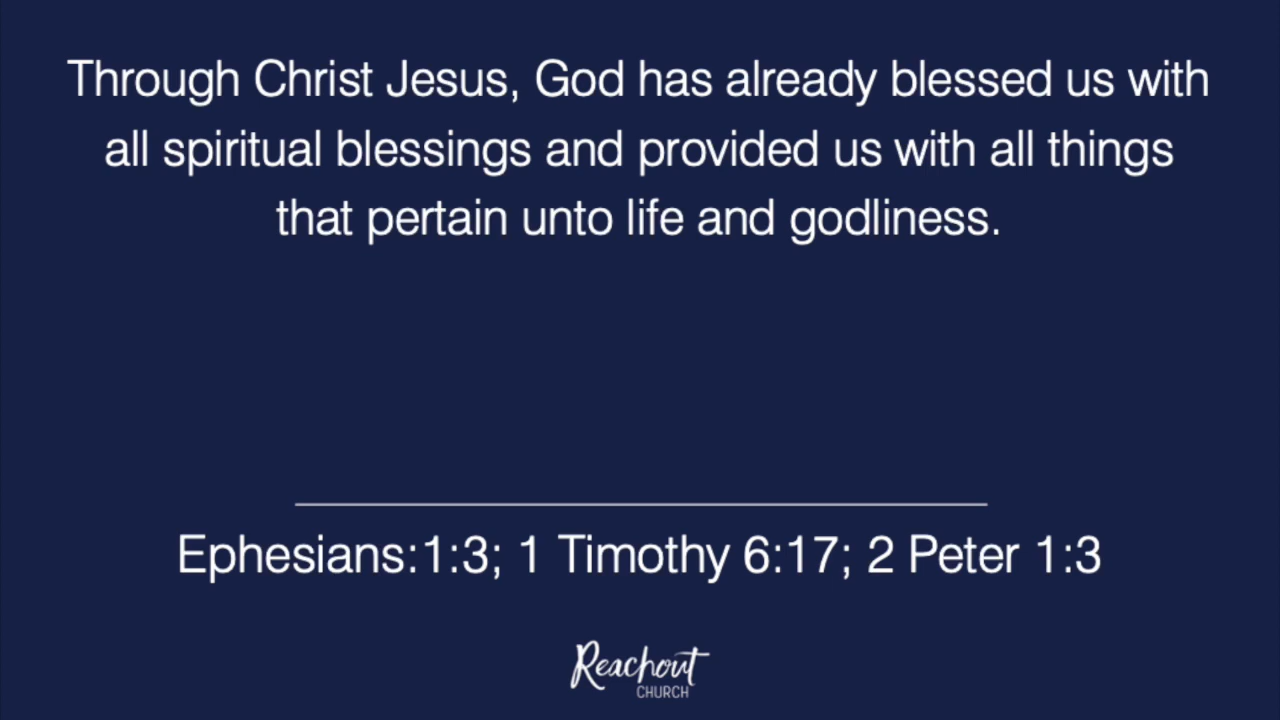 Through Christ Jesus, God has already blessed us with
all spiritual blessings and provided us with all things
that pertain unto life and godliness.
Ephesians:1:3; 1 Timothy 6:17; 2 Peter 1:3
Reachout
CHURCH